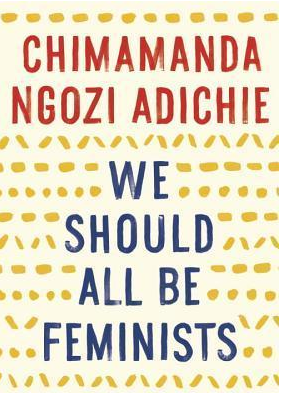 CHIMAMANDA
NGOZI ADICHIE
WE
SHOULD
ALL BE
FEMINISTS